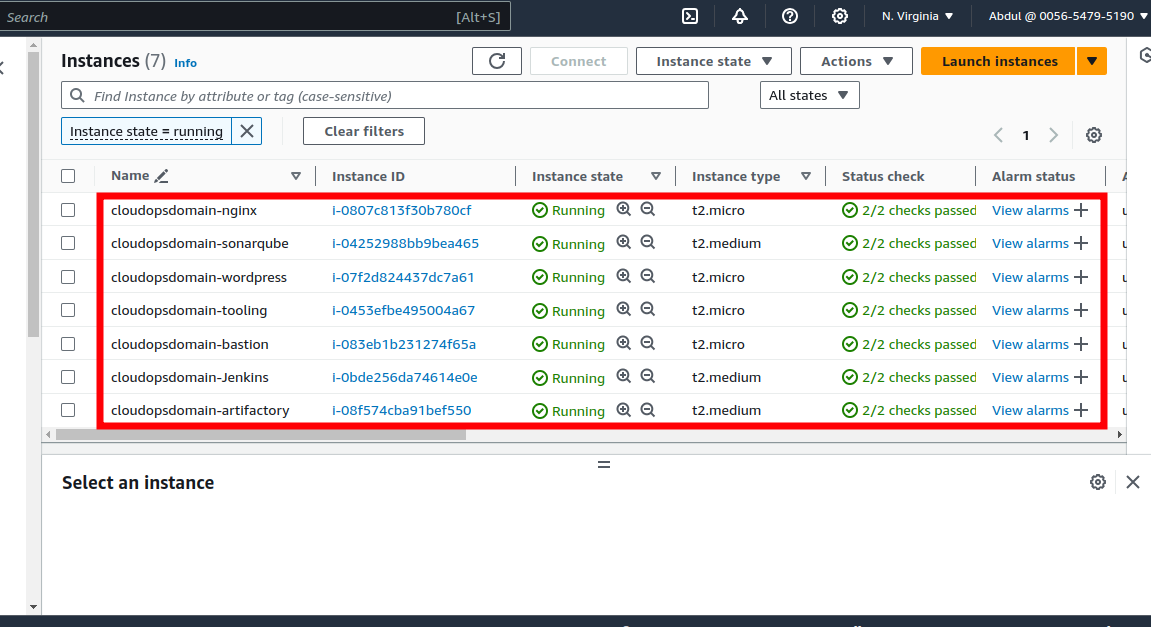 Search [Alt+S] N. Virginia Abdul @ 0056-5479-5190
Instances (7) Info Connect Instance state Actions Launch instances
Find Instance by attribute or tag (case-sensitive) All states
Instance state = running Clear filters 1
Name Instance ID Instance state Instance type Status check Alarm status
cloudopsdomain-nginx i-0807c813f30b780cf Running t2.micro 2/2 checks passed View alarms
cloudopsdomain-sonarqube i-04252988bb9bea465 Running t2.medium 2/2 checks passed View alarms
cloudopsdomain-wordpress i-07f2d824437dc7a61 Running t2.micro 2/2 checks passed View alarms
cloudopsdomain-tooling i-0453efbe495004a67 Running t2.micro 2/2 checks passed View alarms
cloudopsdomain-bastion i-083eb1b231274f65a Running t2.micro 2/2 checks passed View alarms
cloudopsdomain-Jenkins i-0bde256da74614e0e Running t2.medium 2/2 checks passed View alarms
cloudopsdomain-artifactory i-08f574cba91bef550 Running t2.medium 2/2 checks passed View alarms
Select an instance